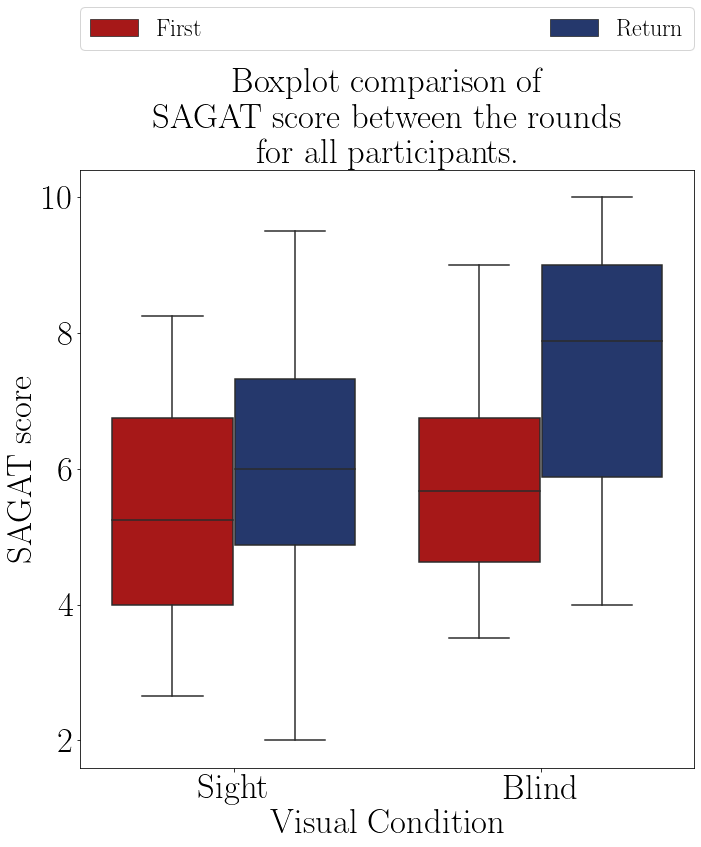 First Return
Boxplot comparison of
SAGAT score between the rounds
for all participants.
10
8
6
4
2
SAGAT score
Sight Blind
Visual Condition